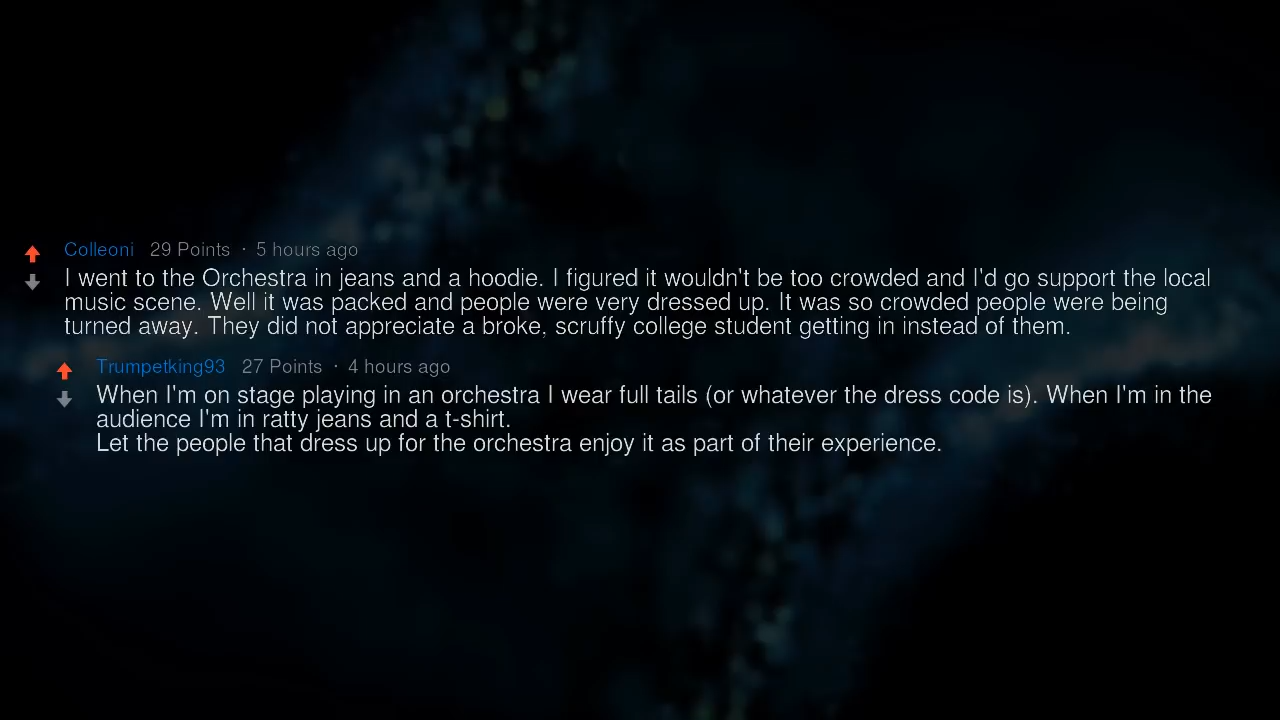 Colleoni 29 Points · 5 hours ago
I went to the Orchestra in jeans and a hoodie. I figured it wouldn't be too crowded and I'd go support the local
music scene. Well it was packed and people were very dressed up. It was so crowded people were being
turned away. They did not appreciate a broke, scruffy college student getting in instead of them.
Trumpetking93 27 Points · 4 hours ago
When I'm on stage playing in an orchestra I wear full tails (or whatever the dress code is). When I'm in the
audience I'm in ratty jeans and a t-shirt.
Let the people that dress up for the orchestra enjoy it as part of their experience.